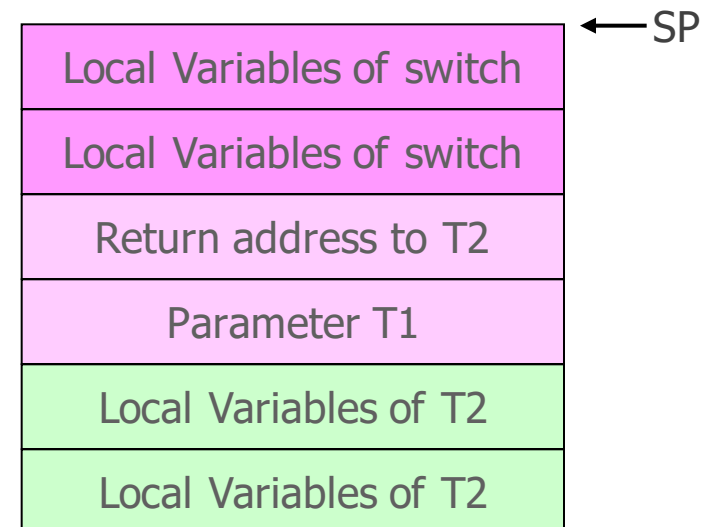 SP
Local Variables of switch
Local Variables of switch
Return address to T2
Parameter T1
Local Variables of T2
Local Variables of T2